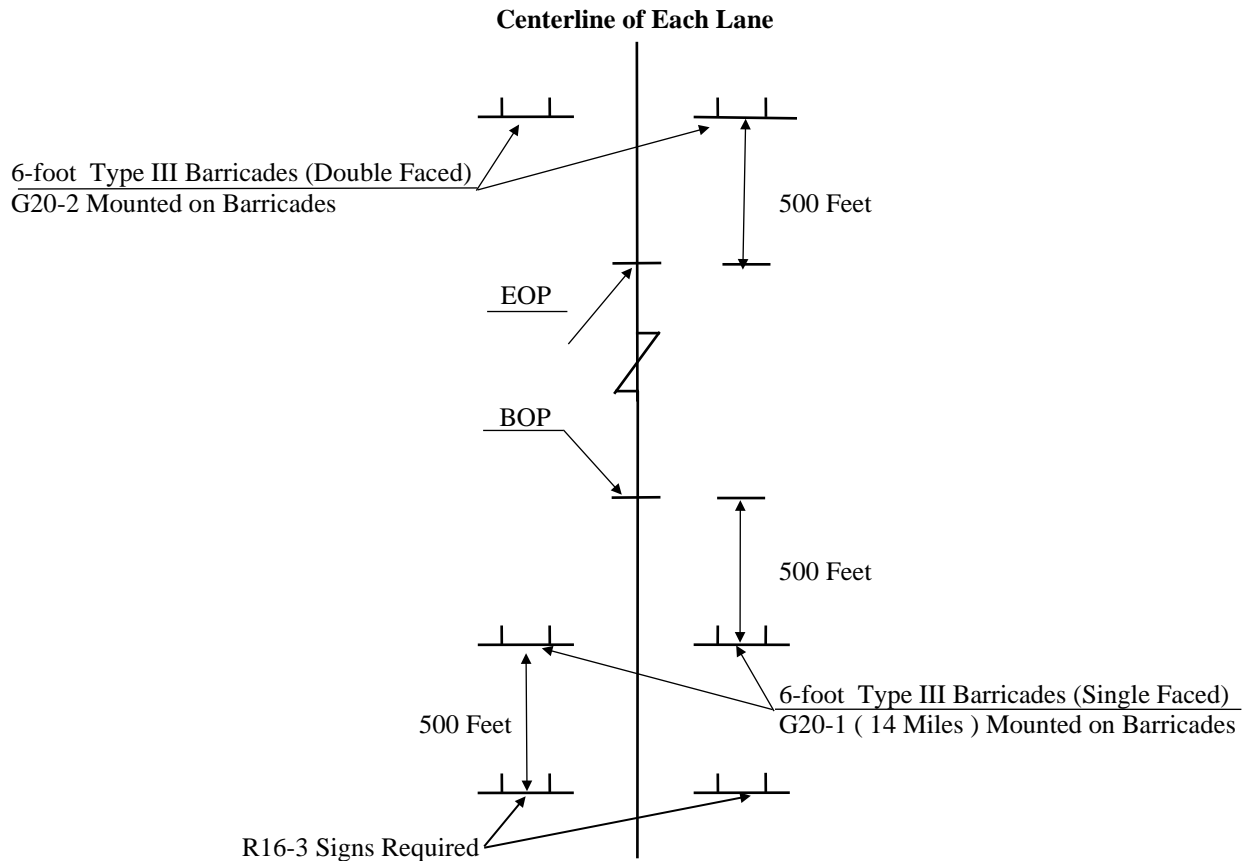 Centerline of Each Lane
6-foot  Type III Barricades (Double Faced)
G20-2 Mounted on Barricades
500 Feet
EOP
BOP
500 Feet
6-foot  Type III Barricades (Single Faced)
G20-1 ( 14 Miles ) Mounted on Barricades
500 Feet
R16-3 Signs Required